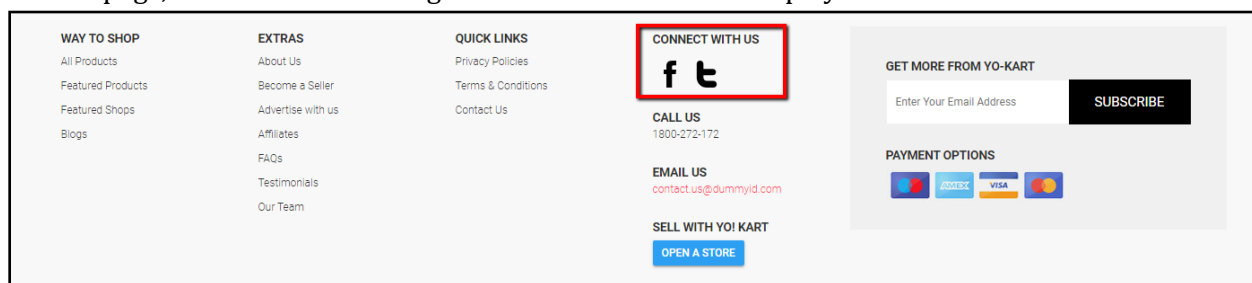 WAY TO SHOP
All Products
Featured Products
Featured Shops
Blogs
EXTRAS
About Us
Become a Seller
Advertise with us
Affiliates
FAQs
Testimonials
Our Team
QUICK LINKS
Privacy Policies
Terms & Conditions
Contact Us
CONNECT WITH US
CALL US
1800-272-172
EMAIL US
contact.us@dummyid.com
SELL WITH YO! KART
OPEN A STORE
GET MORE FROM YO-KART
Enter Your Email Address
SUBSCRIBE
PAYMENT OPTIONS
AMEX
VISA